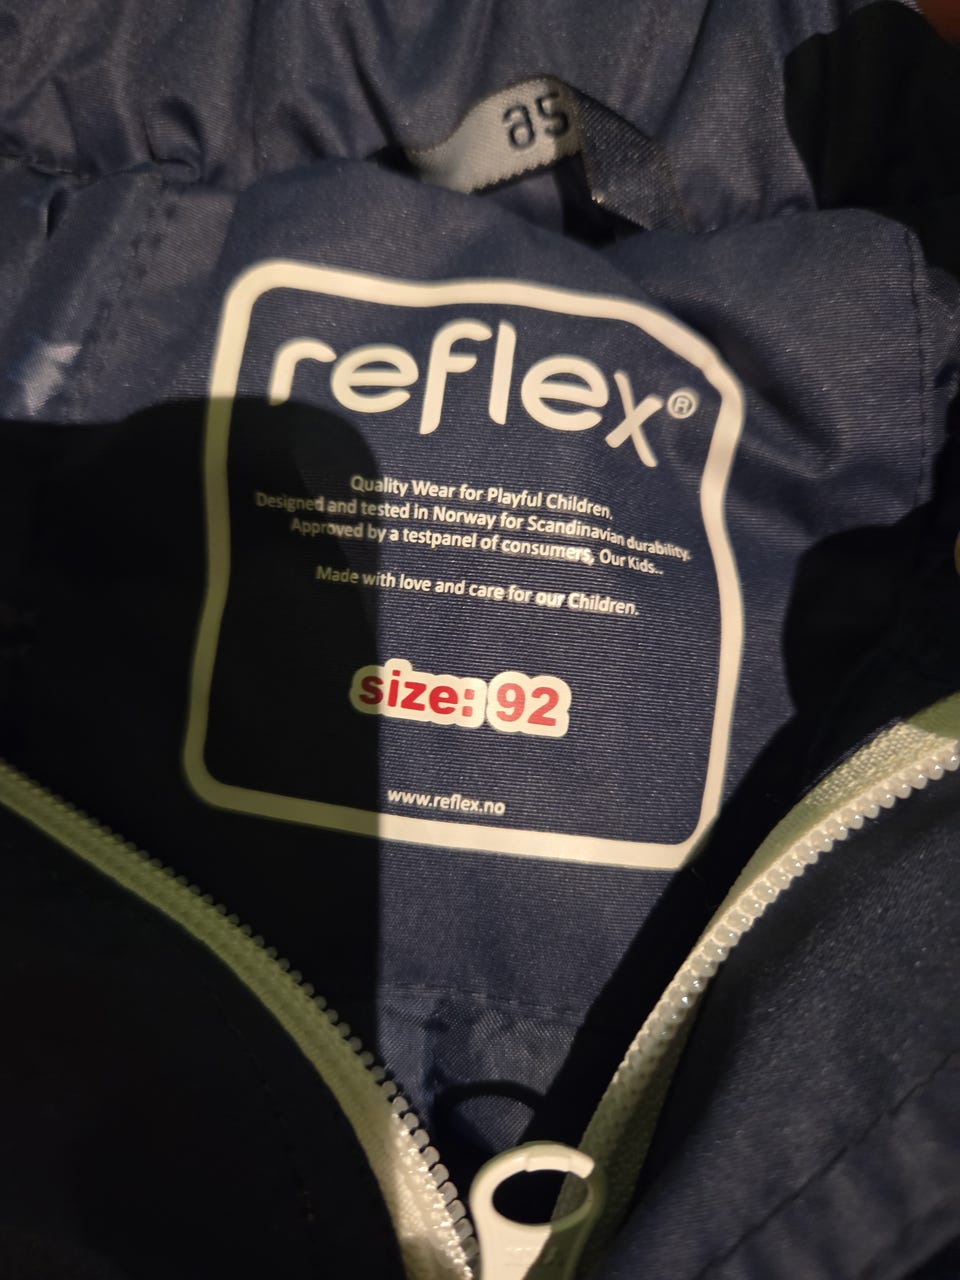 as
reflex®
Quality Wear for Playful Children,
Designed and tested in Norway for Scandinavian durability.
Approved by a testpanel of consumers, Our Kids..
Made with love and care for our Children.
size: 92
www.reflex.no